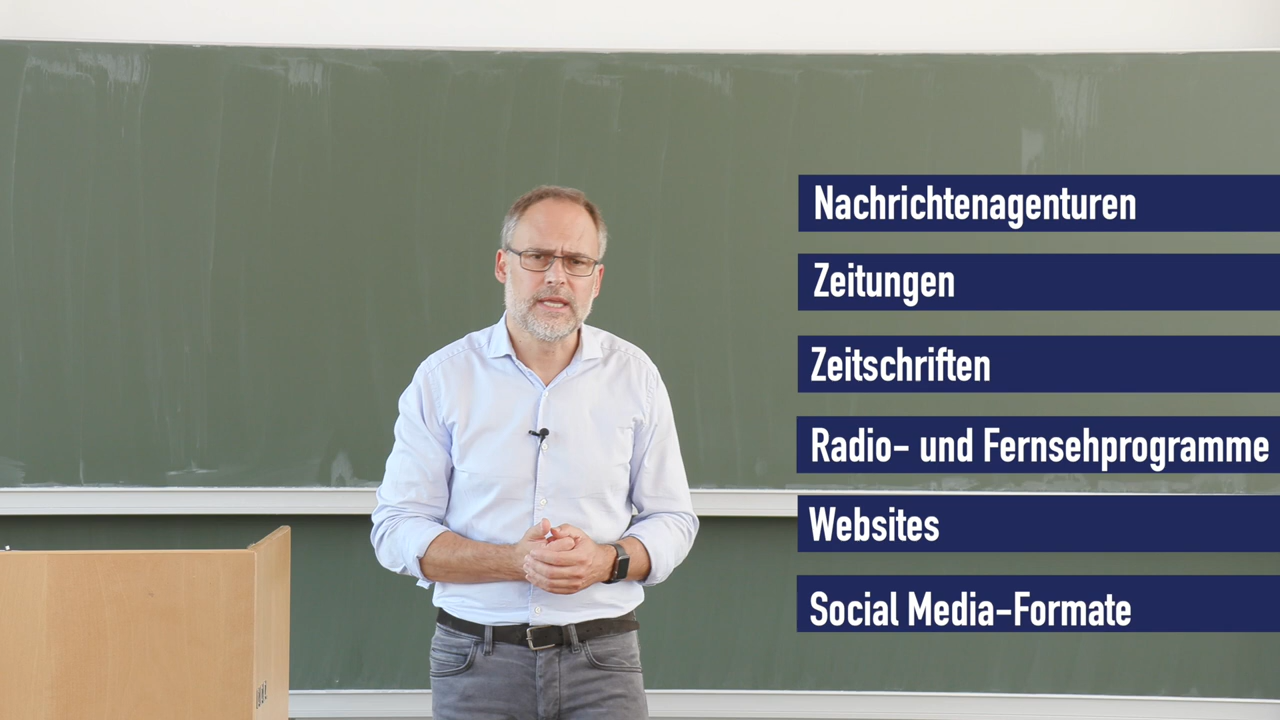 Nachrichtenagenturen
Zeitungen
Zeitschriften
Radio- und Fernsehprogramme
Websites
Social Media-Formate